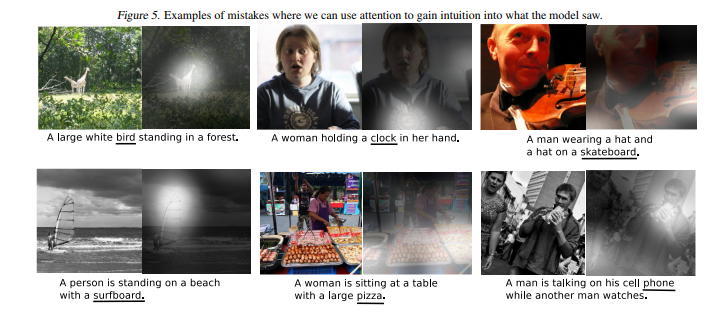 Figure 5. Examples of mistakes where we can use attention to gain intuition into what the model saw.
A large white bird standing in a forest.
A woman holding a clock in her hand.
A man wearing a hat and
a hat on a skateboard.
A person is standing on a beach
with a surfboard.
A woman is sitting at a table
with a large pizza.
A man is talking on his cell phone
while another man watches.